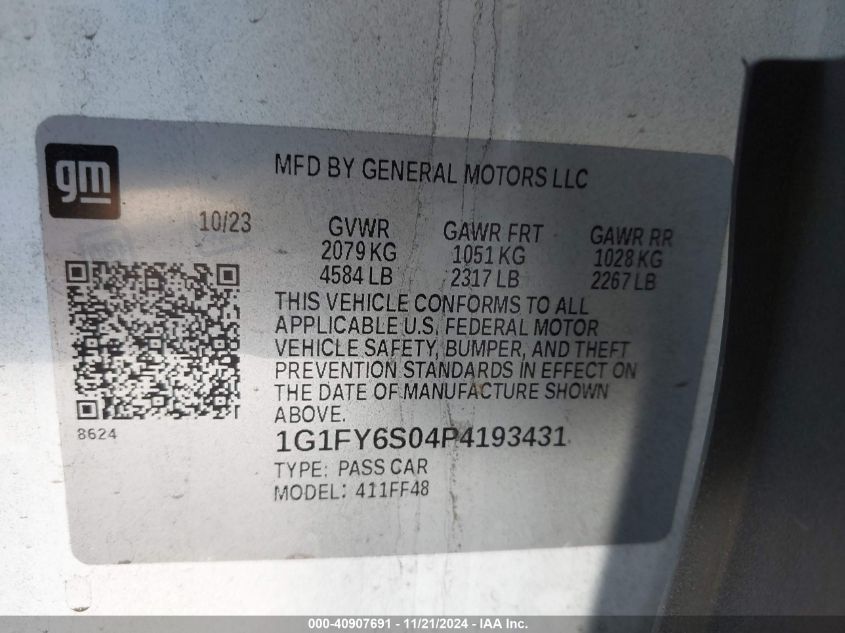 gm
MFD BY GENERAL MOTORS LLC
10/23
GVWR GAWR FRT GAWR RR
2079 KG 1051 KG 1028 KG
4584 LB 2317 LB 2267 LB
THIS VEHICLE CONFORMS TO ALL
APPLICABLE U.S. FEDERAL MOTOR
VEHICLE SAFETY, BUMPER, AND THEFT
PREVENTION STANDARDS IN EFFECT ON
THE DATE OF MANUFACTURE SHOWN
ABOVE.
8624
1G1FY6S04P4193431
TYPE: PASS CAR
MODEL: 411FF48
000-40907691 - 11/21/2024 - IAAI.COM